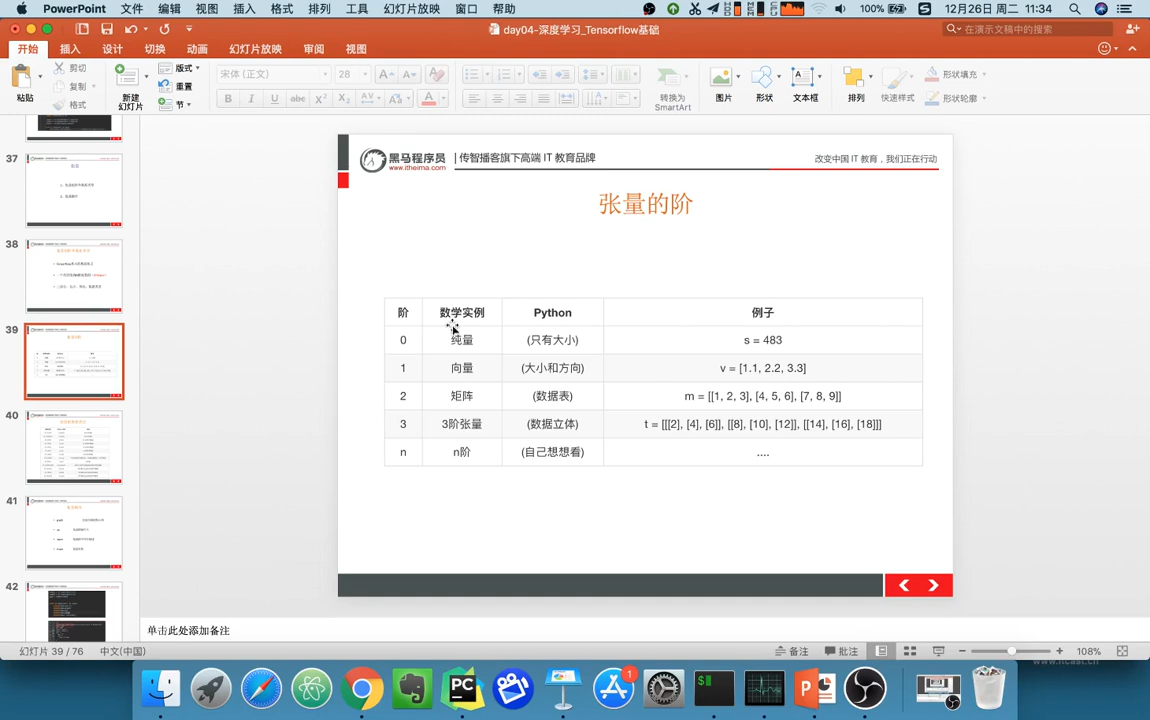 PowerPoint 文件 编辑 视图 插入 格式 排列 工具 幻灯片放映 窗口 帮助 100% 12月26日 周二 11:34
day04-深度学习_Tensorflow基础
在演示文稿中的搜索
开始 插入 设计 切换 动画 幻灯片放映 审阅 视图
粘贴 剪切 复制 格式 新建 幻灯片 版式 重置 节
宋体 (正文) 28
B I U abc X² X₂ AV A
转换为 SmartArt 图片 形状 文本框 排列 快速样式 形状填充 形状轮廓
37
38
39
40
41
42
黑马程序员 | 传智播客旗下高端 IT 教育品牌
www.itheima.com
改变中国 IT 教育，我们正在行动
张量的阶
阶 数学实例 Python 例子
0 纯量 (只有大小) s = 483
1 向量 (大小和方向) v = [1.1, 2.2, 3.3]
2 矩阵 (数据表) m = [[1, 2, 3], [4, 5, 6], [7, 8, 9]]
3 3阶张量 (数据立体) t = [[[2], [4], [6]], [[8], [10], [12]], [[14], [16], [18]]]
n n阶 (自己想想看) ....
单击此处添加备注
幻灯片 39 / 76 中文(中国) 备注 批注 108%
www.itcast.cn
PC
1
$
P